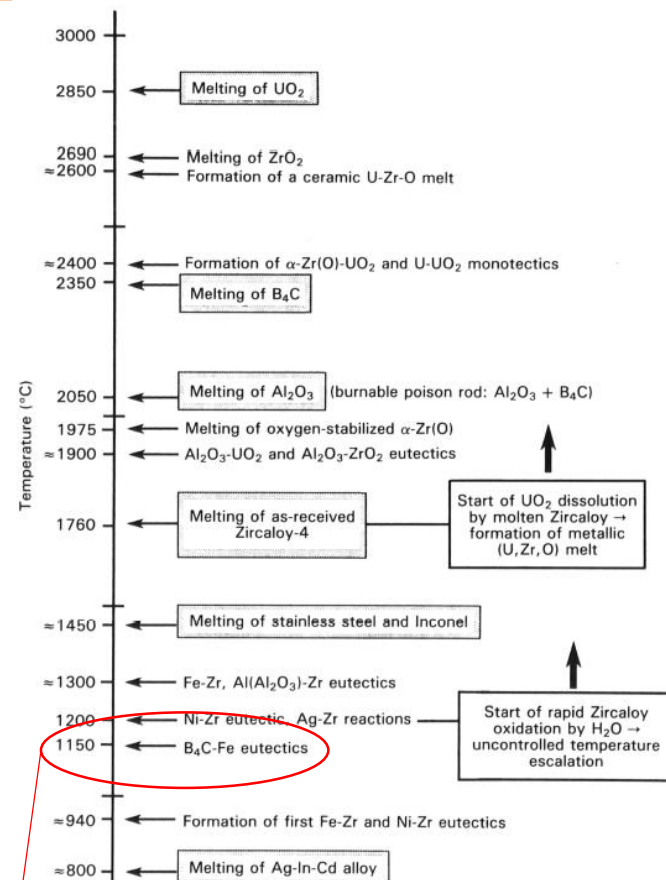 3000
2850 Melting of UO₂
2690 Melting of ZrO₂
≈2600 Formation of a ceramic U-Zr-O melt
≈2400 Formation of α-Zr(O)-UO₂ and U-UO₂ monotectics
2350 Melting of B₄C
2050 Melting of Al₂O₃ (burnable poison rod: Al₂O₃ + B₄C)
1975 Melting of oxygen-stabilized α-Zr(O)
≈1900 Al₂O₃-UO₂ and Al₂O₃-ZrO₂ eutectics
Temperature (°C)
1760 Melting of as-received
Zircaloy-4
Start of UO₂ dissolution
by molten Zircaloy →
formation of metallic
(U,Zr,O) melt
≈1450 Melting of stainless steel and Inconel
≈1300 Fe-Zr, Al(Al₂O₃)-Zr eutectics
1200 Ni-Zr eutectic, Ag-Zr reactions
1150 B₄C-Fe eutectics
Start of rapid Zircaloy
oxidation by H₂O →
uncontrolled temperature
escalation
≈940 Formation of first Fe-Zr and Ni-Zr eutectics
≈800 Melting of Ag-In-Cd alloy